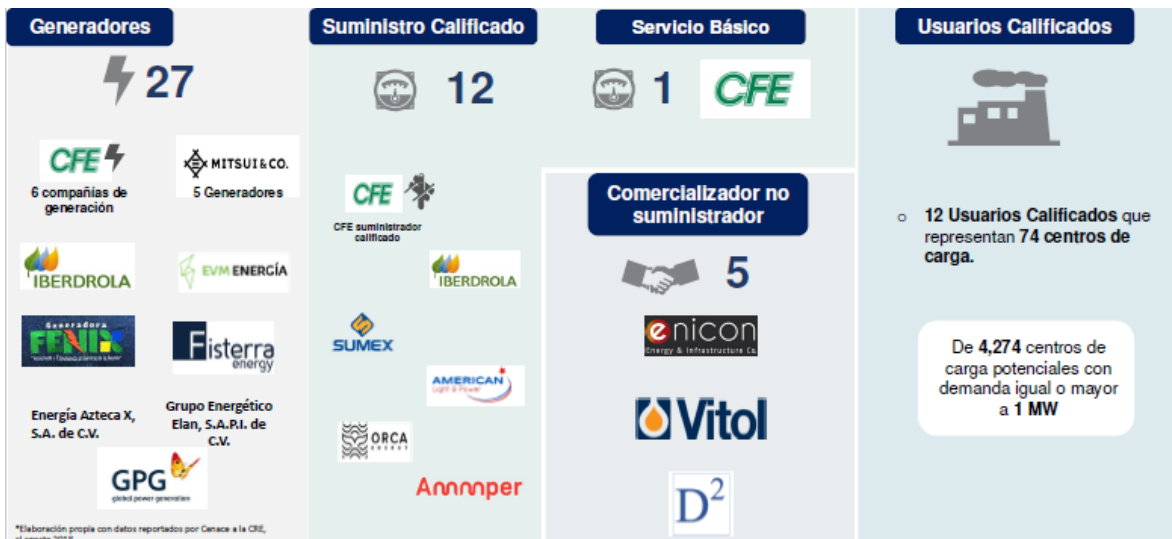 Generadores
27
CFE
6 compañías de
generación
MITSUI & CO.
5 Generadores
IBERDROLA
EVM ENERGÍA
Generadora
FENIX
Fisterra
energy
Energía Azteca X,
S.A. de C.V.
Grupo Energético
Elan, S.A.P.I. de
C.V.
GPG
global power generation
*Elaboración propia con datos reportados por Cenace a la CRE,
Suministro Calificado
12
CFE
CFE suministrador
calificado
IBERDROLA
SUMEX
AMERICAN
Light & Power
ORCA
ENERGY
Ammper
Servicio Básico
1 CFE
Comercializador no
suministrador
5
enicon
Energy & Infrastructure Co.
Vitol
D²
Usuarios Calificados
○ 12 Usuarios Calificados que
representan 74 centros de
carga.
De 4,274 centros de
carga potenciales con
demanda igual o mayor
a 1 MW